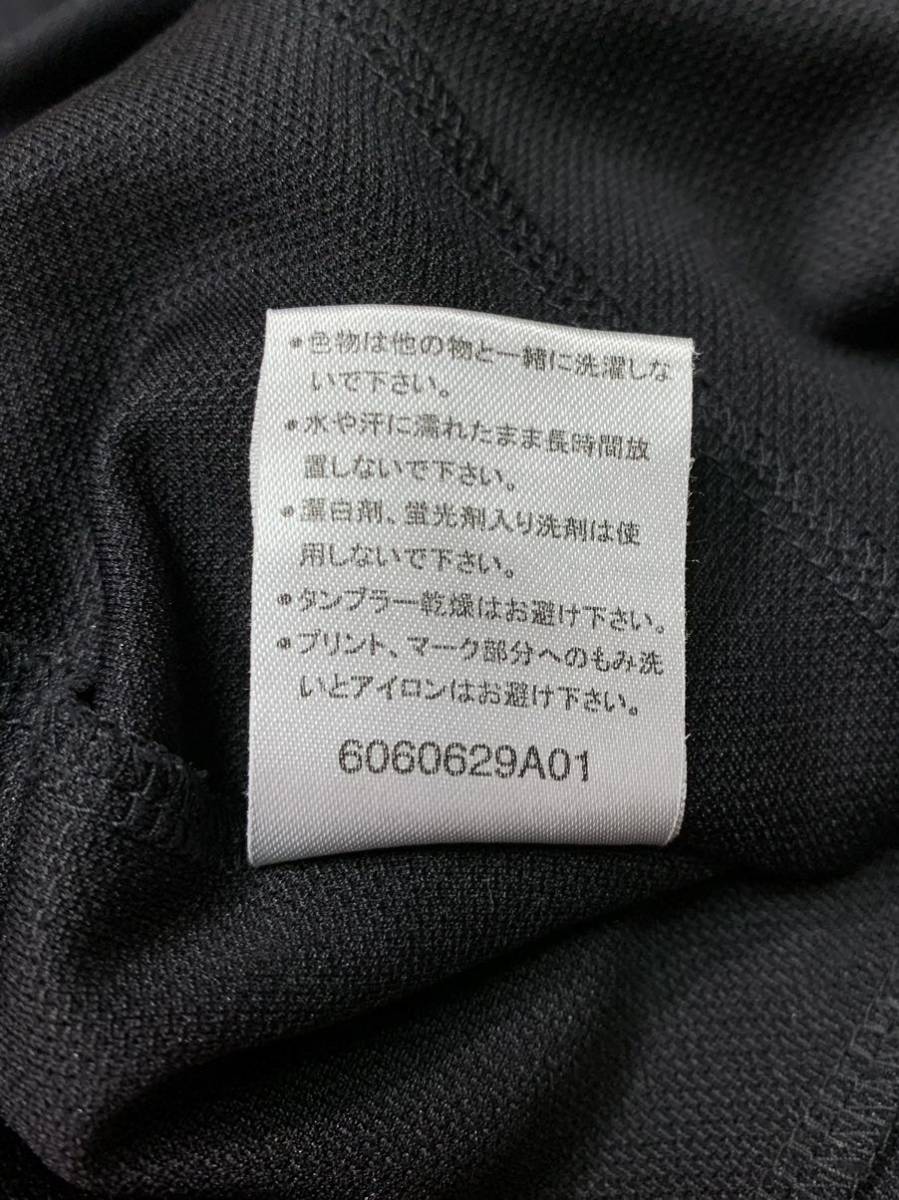 ●色物は他の物と一緒に洗濯しな
いで下さい。
●水や汗に濡れたまま長時間放
置しないで下さい。
●漂白剤、蛍光剤入り洗剤は使
用しないで下さい。
●タンブラー乾燥はお避け下さい。
●プリント、マーク部分へのもみ洗
いとアイロンはお避け下さい。
6060629A01